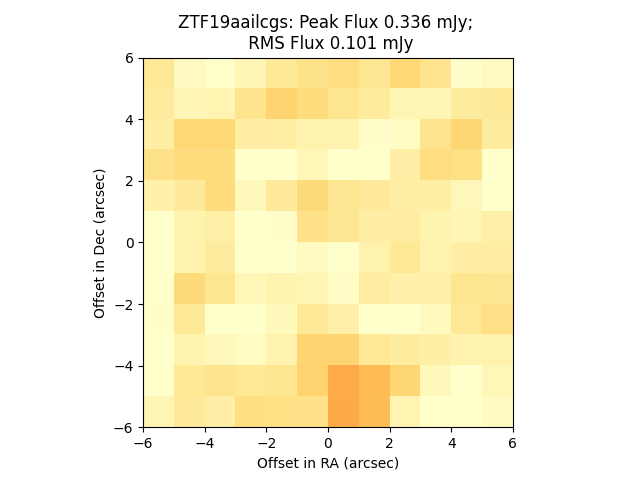 ZTF19aailcgs: Peak Flux 0.336 mJy;
RMS Flux 0.101 mJy
6
4
2
0
−2
−4
−6
Offset in Dec (arcsec)
−6 −4 −2 0 2 4 6
Offset in RA (arcsec)